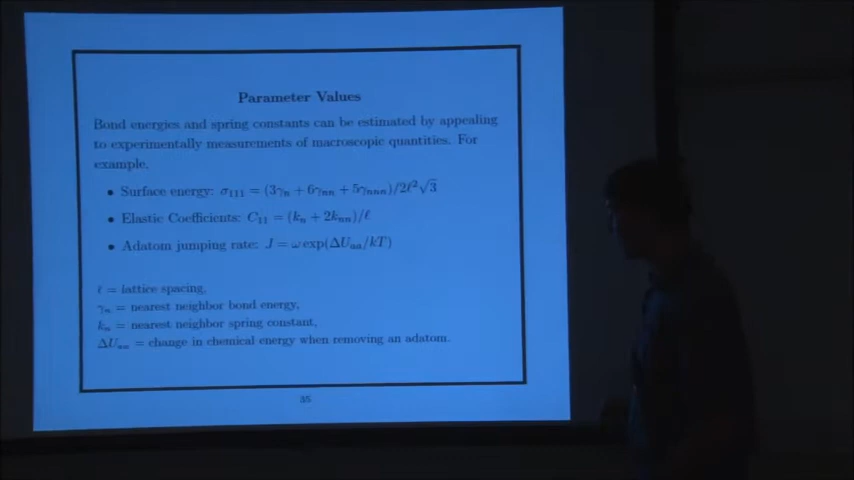 Parameter Values
Bond energies and spring constants can be estimated by appealing
to experimentally measurements of macroscopic quantities. For
example.
• Surface energy: σ₁₁₁ = (3γₙ + 6γₙₙ + 5γₙₙₙ)/2ℓ²√3
• Elastic Coefficients: C₁₁ = (kₙ + 2kₙₙ)/ℓ
• Adatom jumping rate: J = ω exp(ΔUₐₐ/kT)
ℓ = lattice spacing,
γₙ = nearest neighbor bond energy,
kₙ = nearest neighbor spring constant,
ΔUₐₐ = change in chemical energy when removing an adatom.